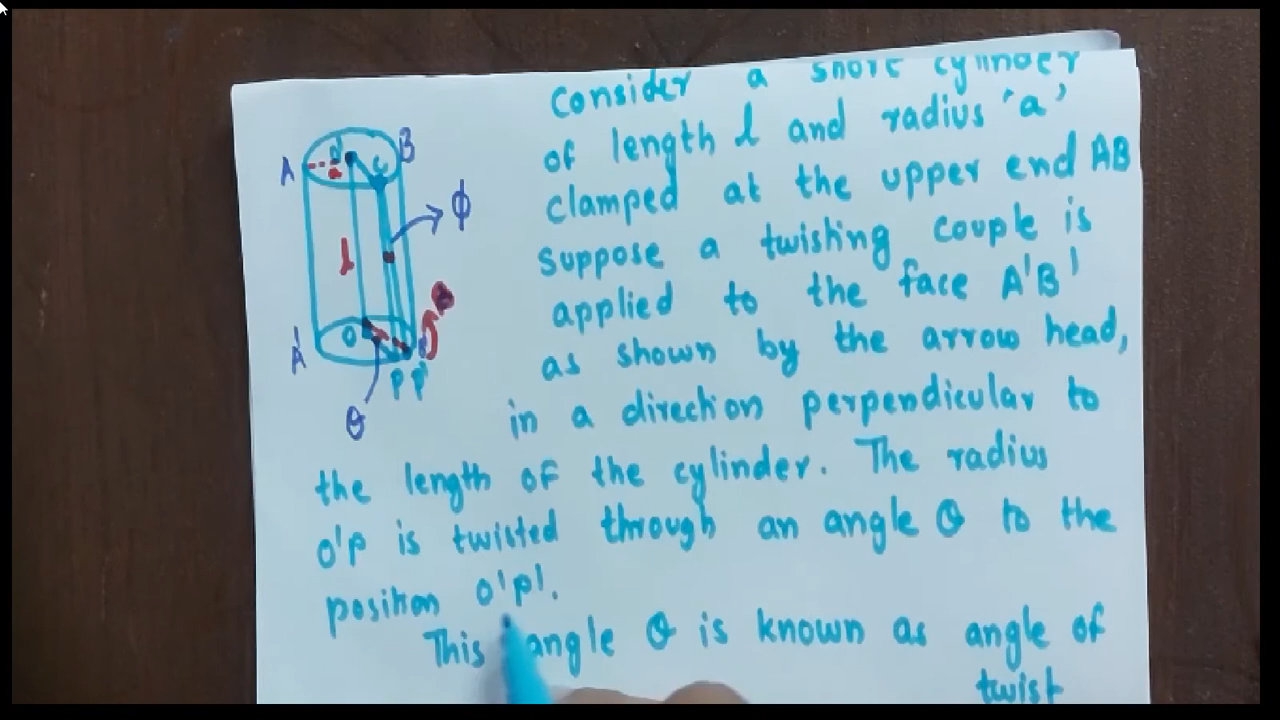 Consider a short cylinder
of length l and radius 'a'
clamped at the upper end AB
suppose a twisting couple is
applied to the face A'B'
as shown by the arrow head,
in a direction perpendicular to
the length of the cylinder. The radius
O'P is twisted through an angle θ to the
position O'P'.
This angle θ is known as angle of
twist
A
a
B
C
ϕ
l
A'
O
P P'
θ